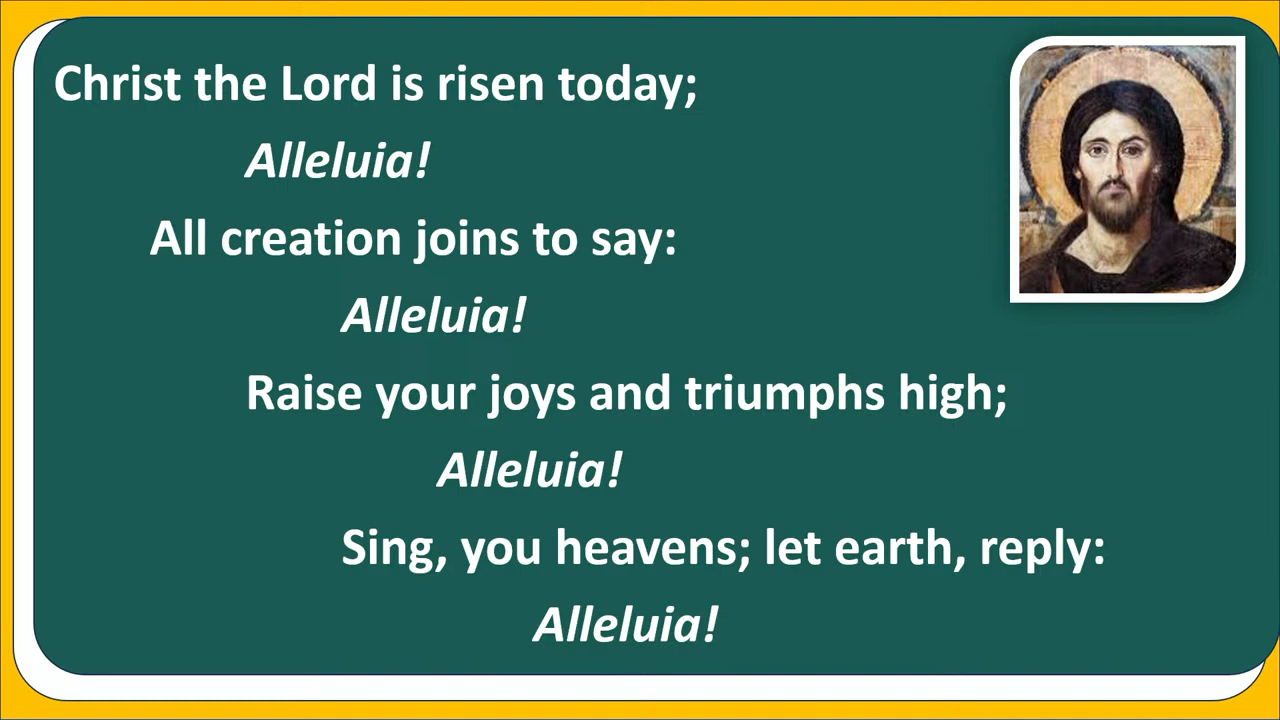 Christ the Lord is risen today;
Alleluia!
All creation joins to say:
Alleluia!
Raise your joys and triumphs high;
Alleluia!
Sing, you heavens; let earth, reply:
Alleluia!